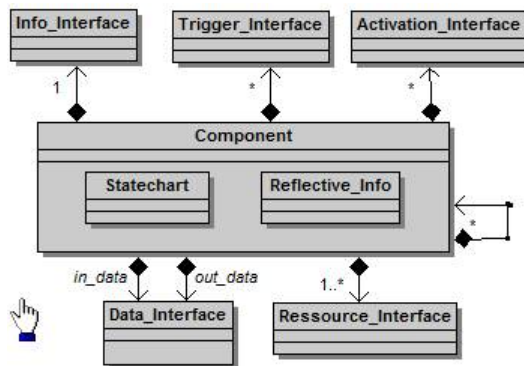 Info_Interface
Trigger_Interface
Activation_Interface
1
*
*
Component
Statechart
Reflective_Info
*
in_data
out_data
1..*
Data_Interface
Ressource_Interface